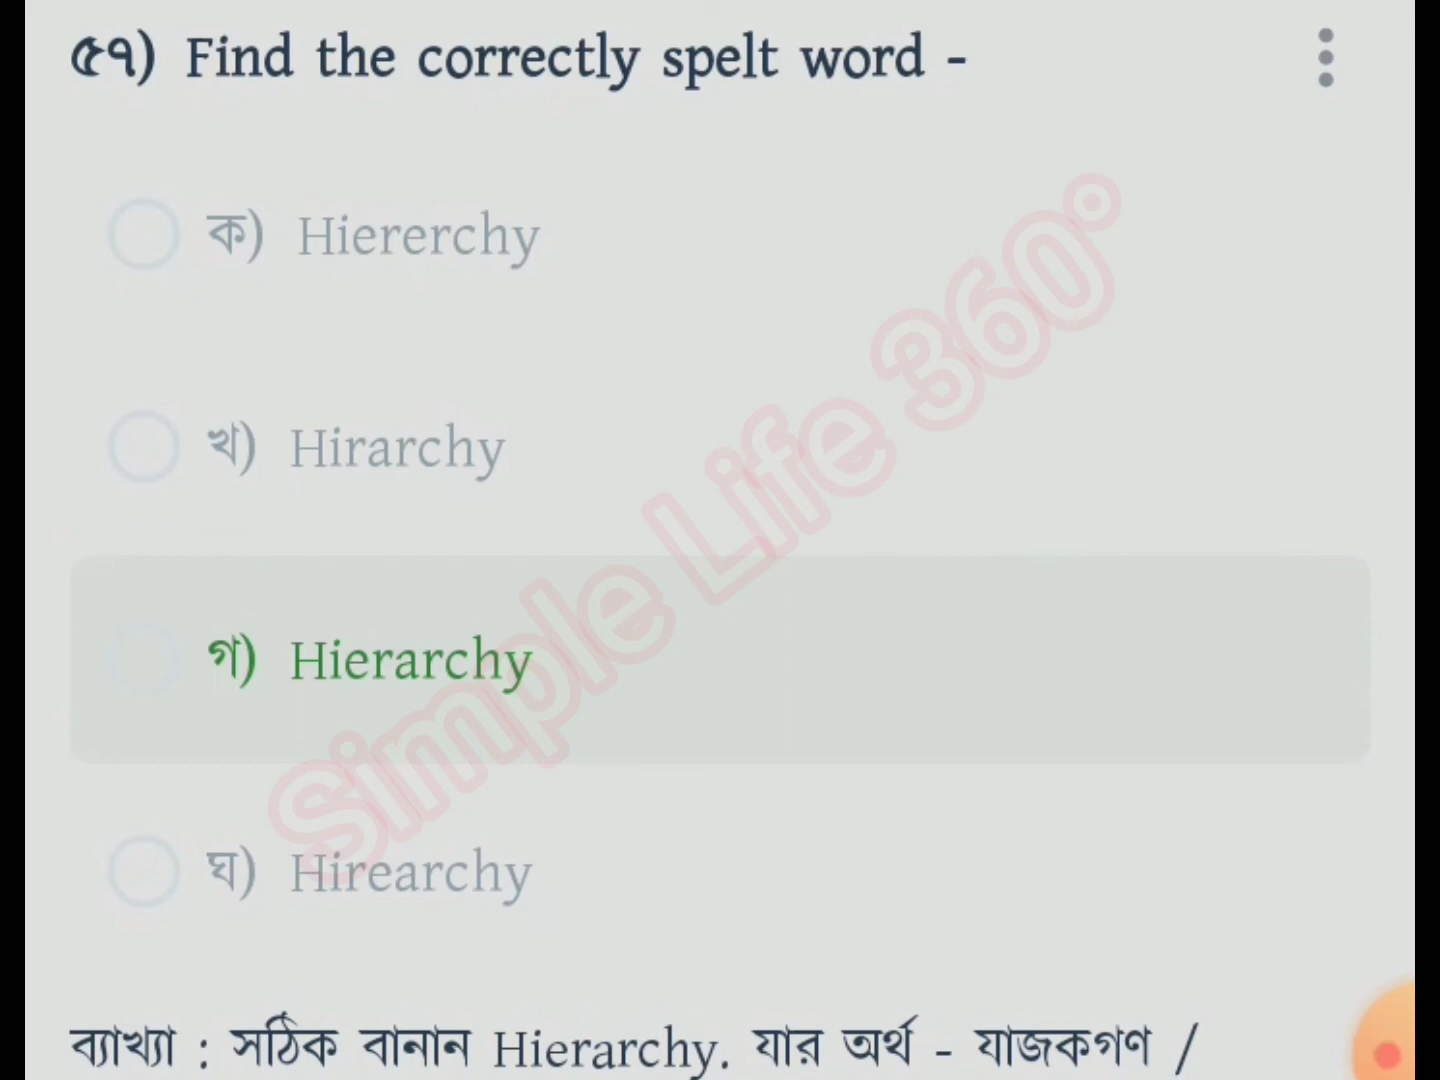 ৫৭) Find the correctly spelt word -
ক) Hiererchy
খ) Hirarchy
গ) Hierarchy
ঘ) Hirearchy
ব্যাখ্যা : সঠিক বানান Hierarchy. যার অর্থ - যাজকগণ /
Simple Life 360°